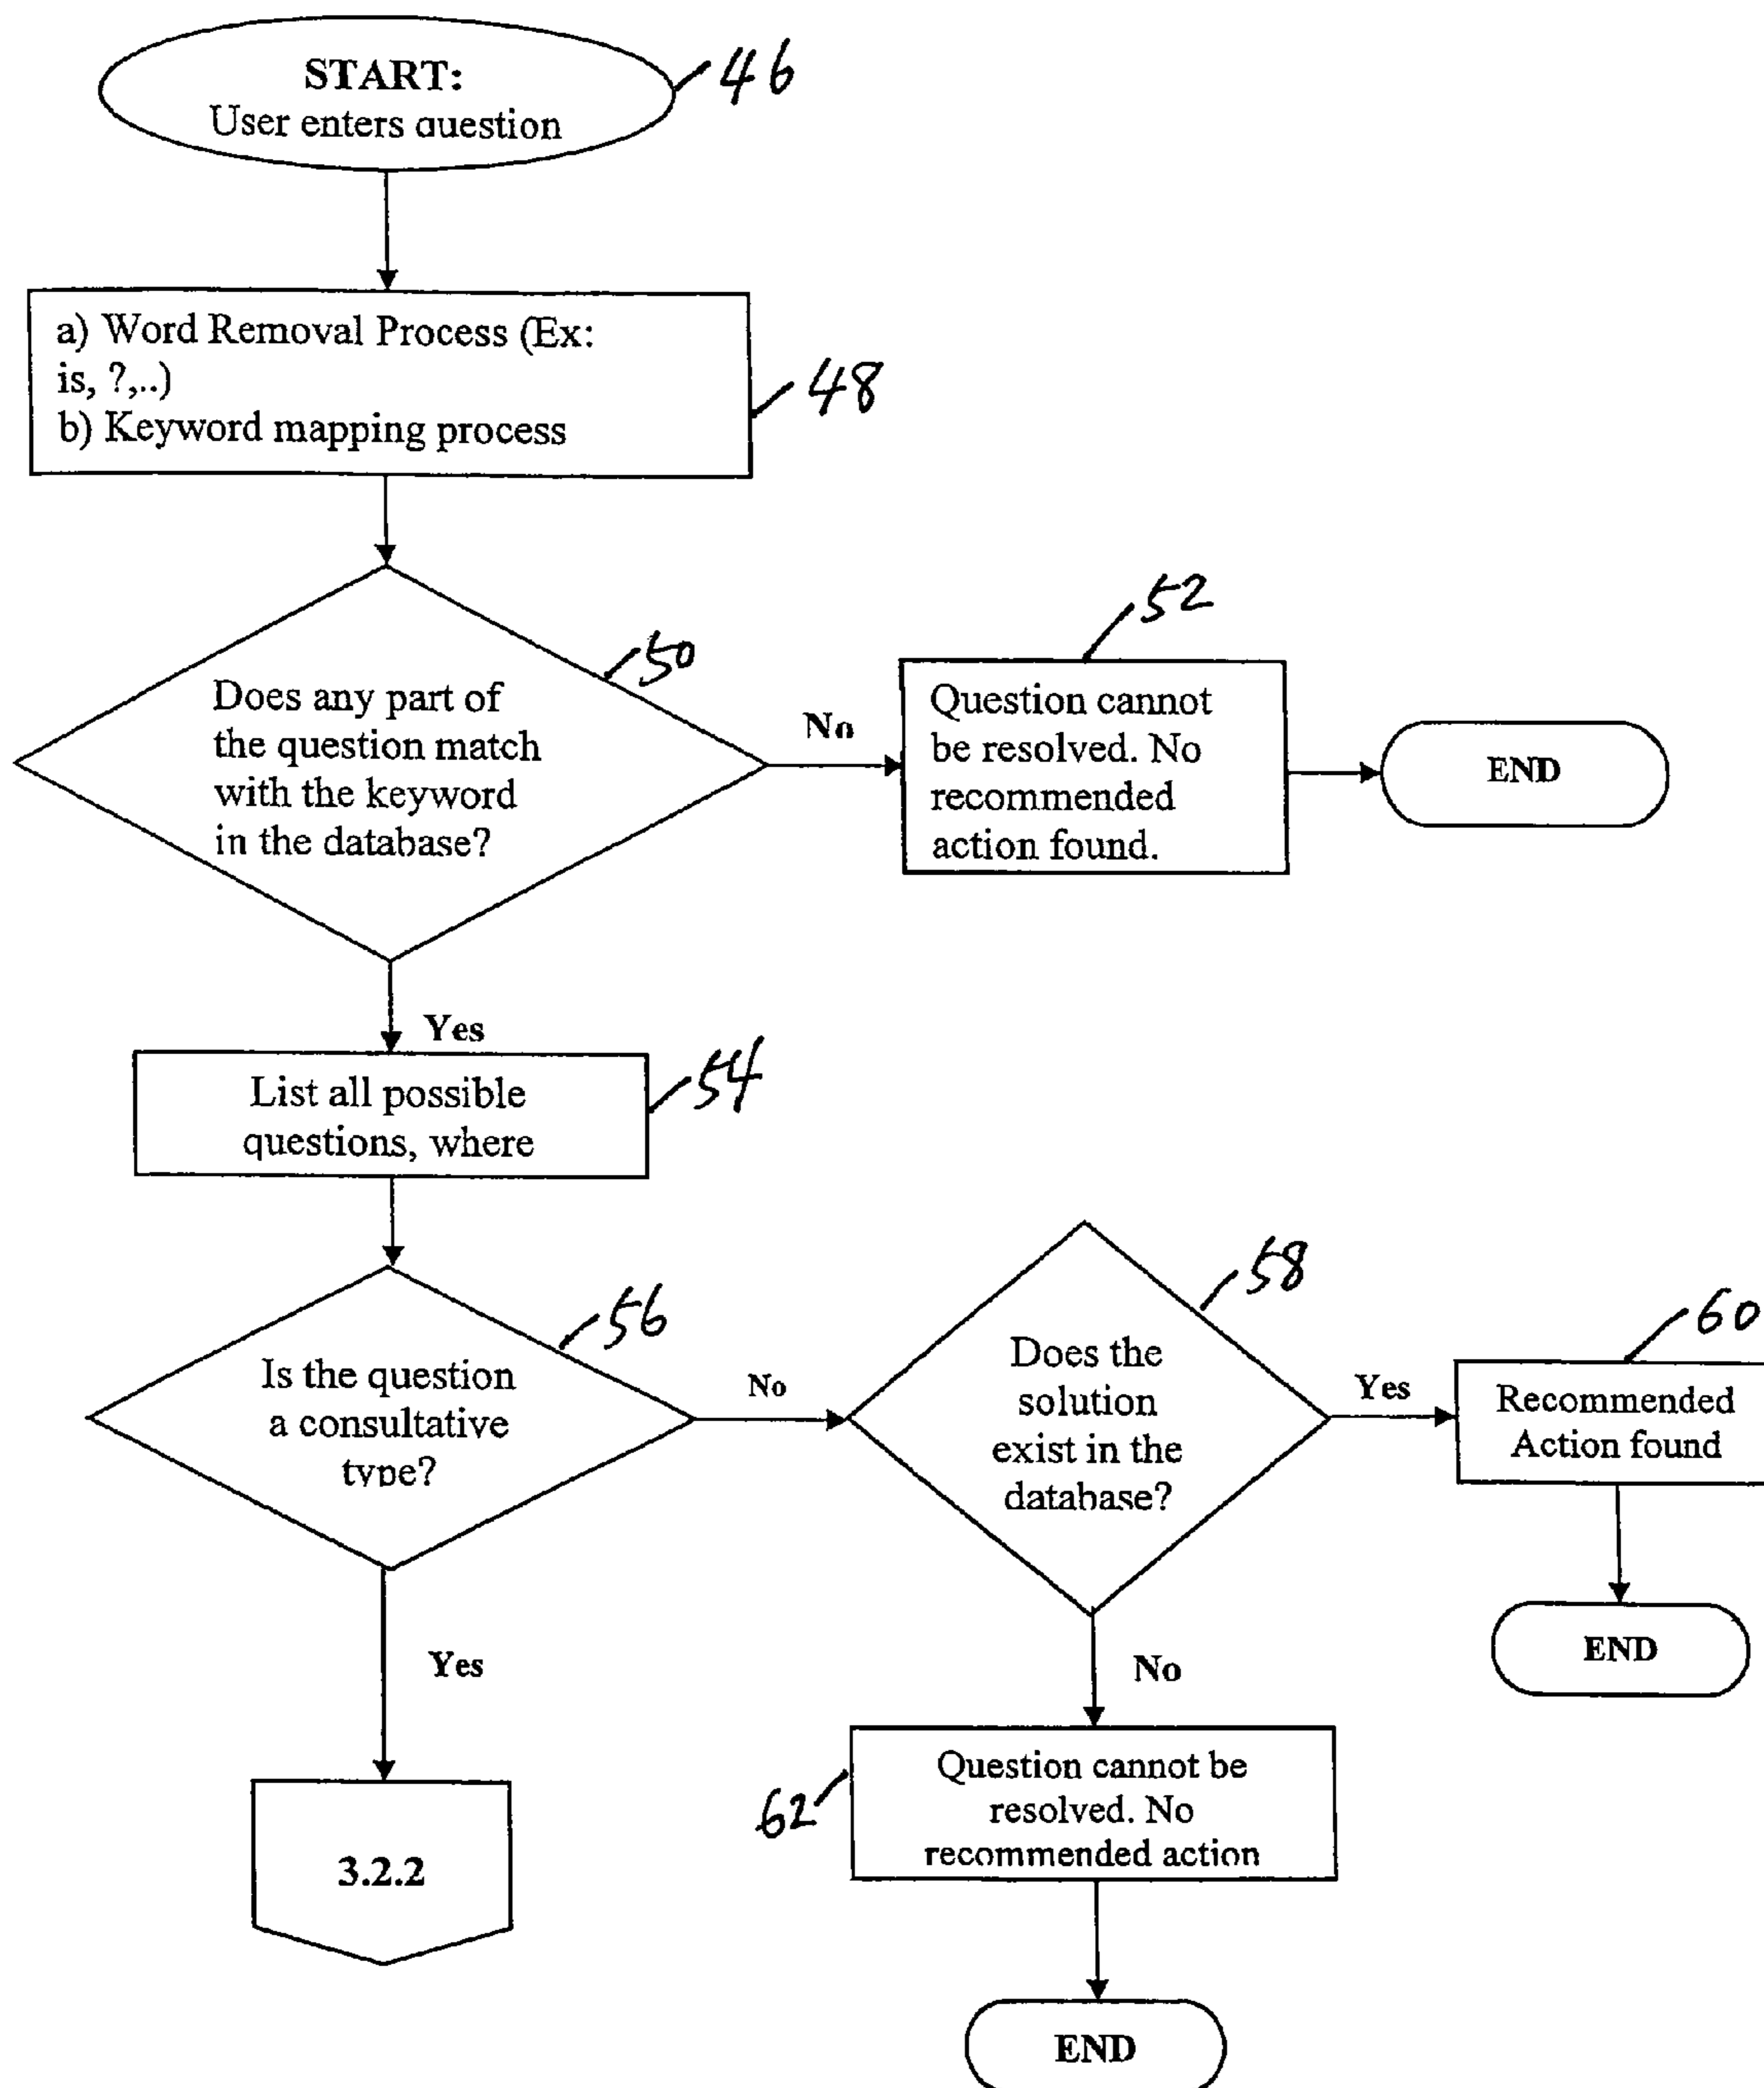 START:
User enters question
46
a) Word Removal Process (Ex:
is, ?,..)
b) Keyword mapping process
48
Does any part of
the question match
with the keyword
in the database?
50
No
52
Question cannot
be resolved. No
recommended
action found.
END
Yes
List all possible
questions, where
54
Is the question
a consultative
type?
56
No
Does the
solution
exist in the
database?
58
Yes
60
Recommended
Action found
END
Yes
3.2.2
No
Question cannot be
resolved. No
recommended action
62
END